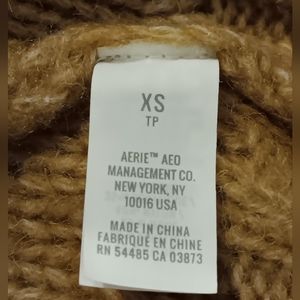 XS
TP
AERIE™ AEO
MANAGEMENT CO.
NEW YORK, NY
10016 USA
MADE IN CHINA
FABRIQUÉ EN CHINE
RN 54485 CA 03873